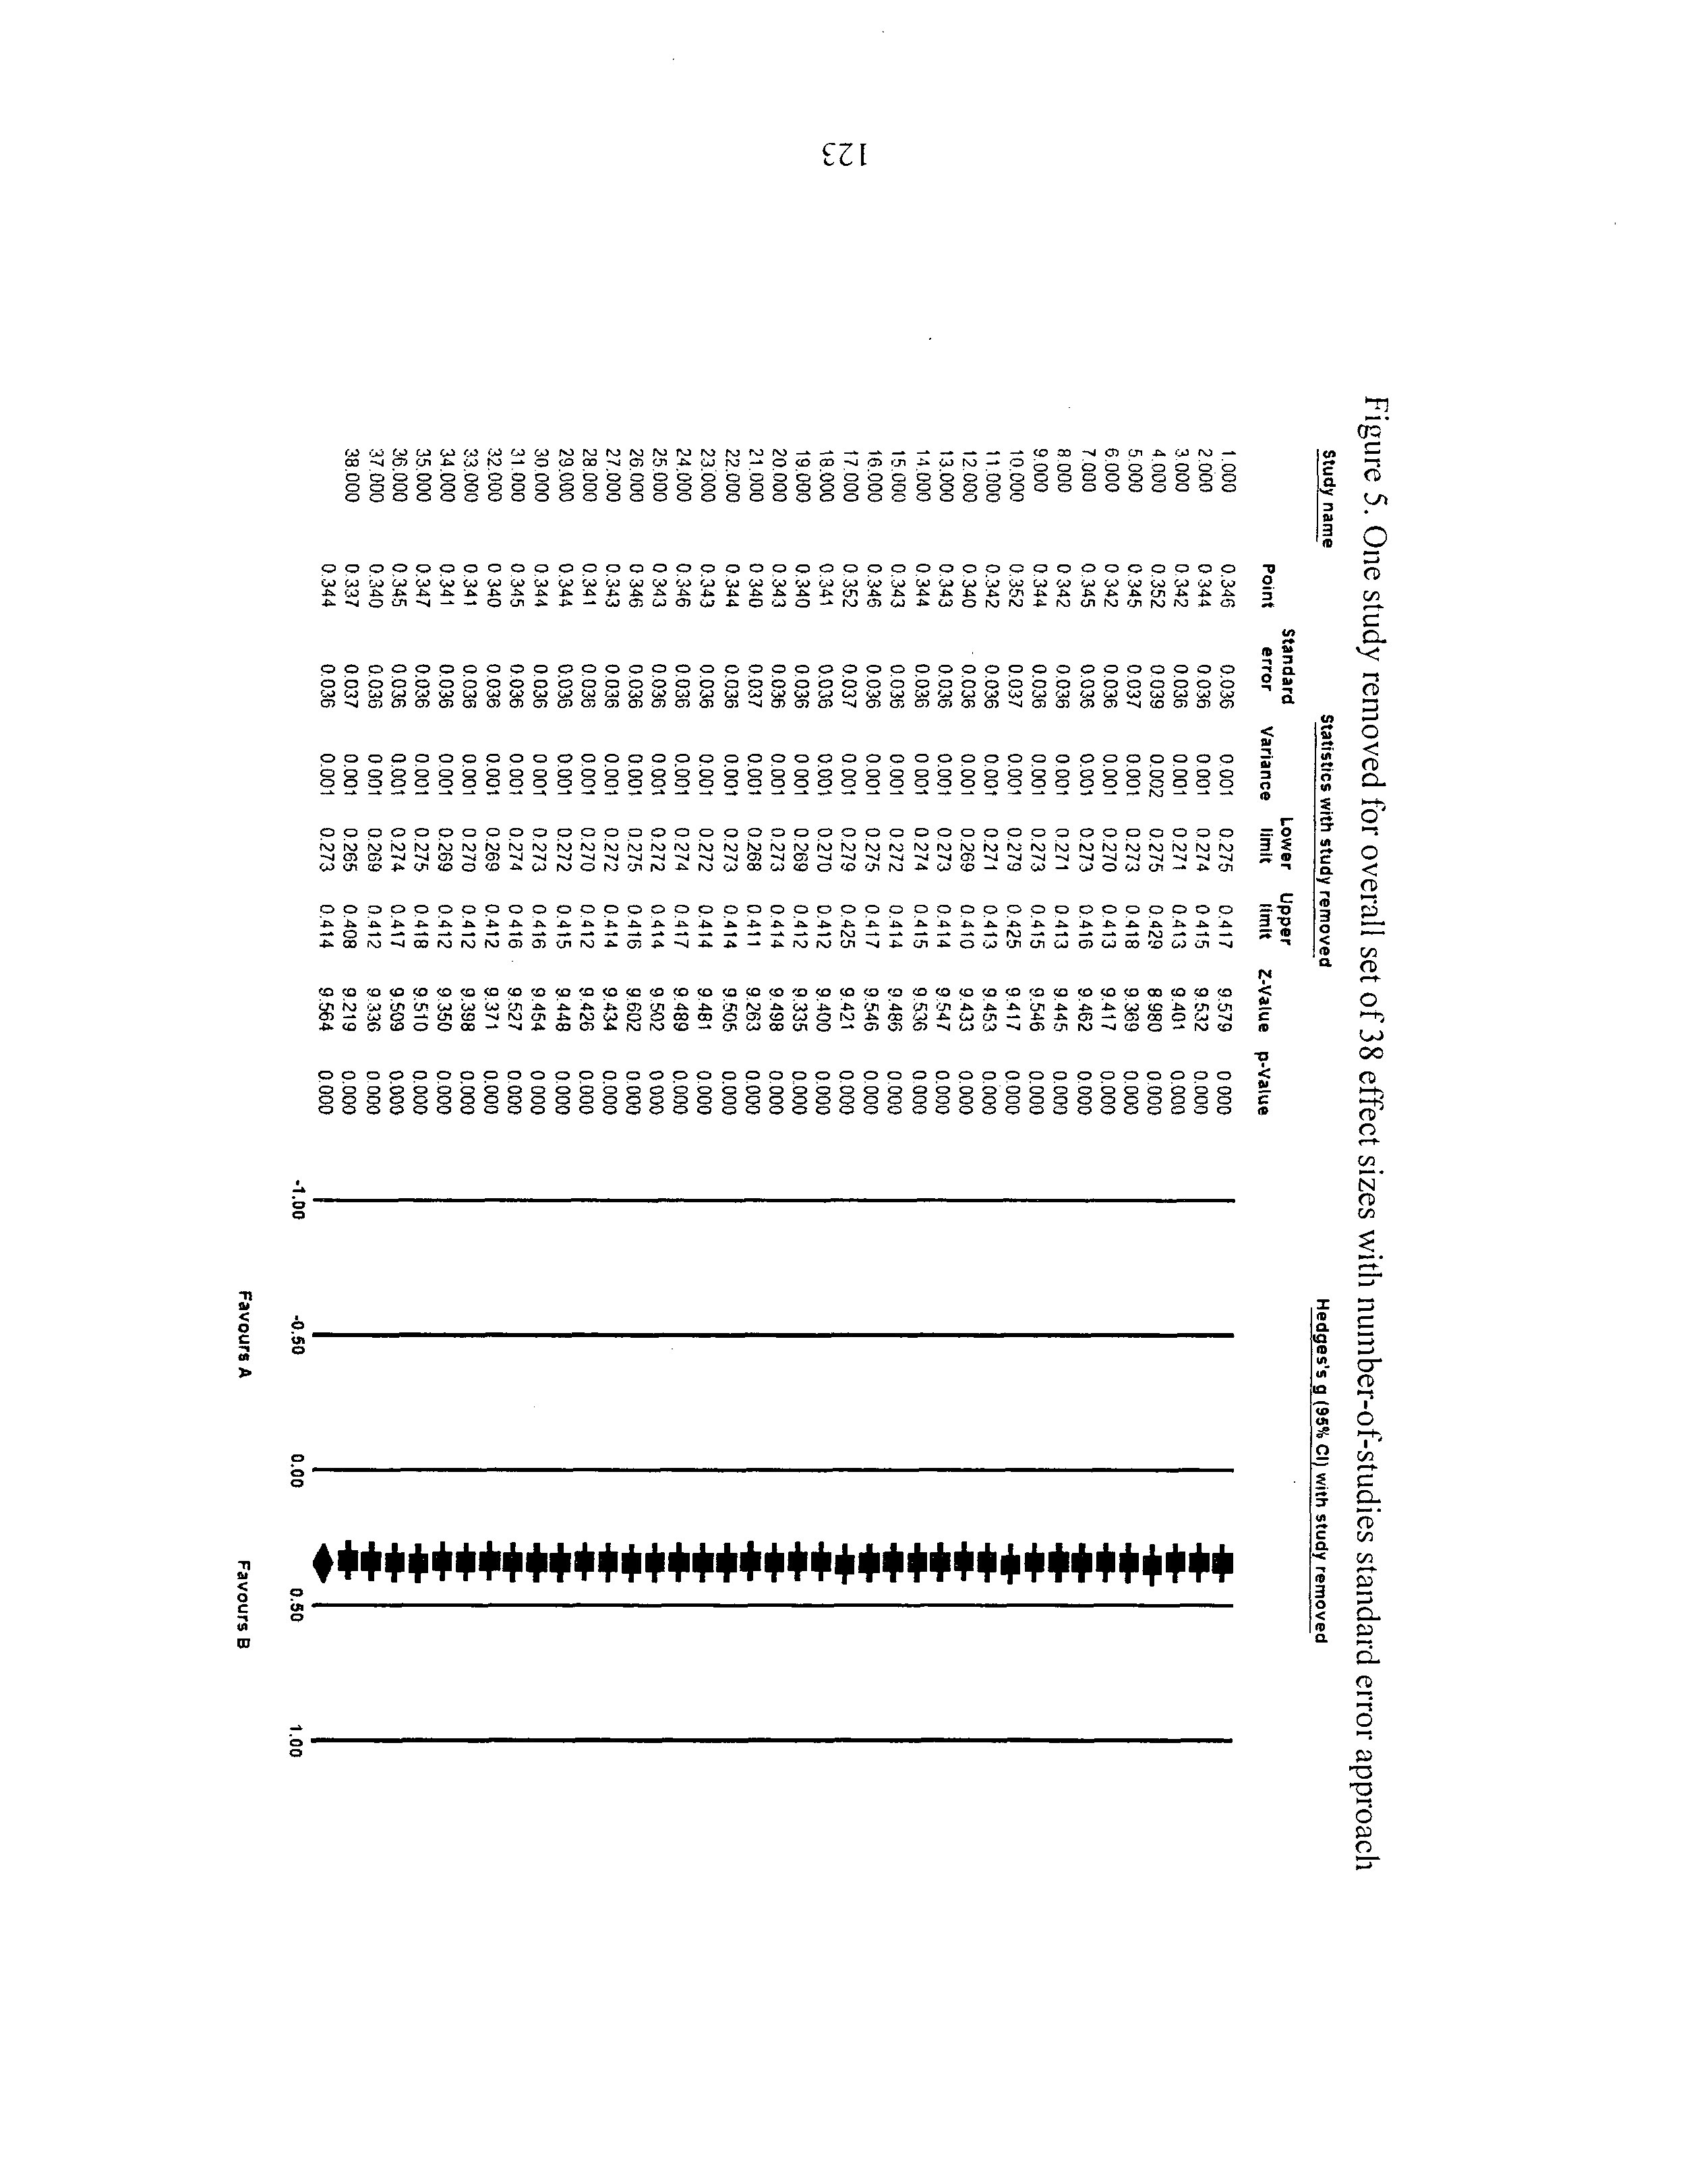 123
Figure 5. One study removed for overall set of 38 effect sizes with number-of-studies standard error approach
Study name Statistics with study removed Hedges's g (95% CI) with study removed
Standard Lower Upper
Point error Variance limit limit Z-Value p-Value
1.000 0.346 0.036 0.001 0.275 0.417 9.579 0.000
2.000 0.344 0.036 0.001 0.274 0.415 9.532 0.000
3.000 0.342 0.036 0.001 0.271 0.413 9.401 0.000
4.000 0.352 0.039 0.002 0.275 0.429 8.980 0.000
5.000 0.345 0.037 0.001 0.273 0.418 9.369 0.000
6.000 0.342 0.036 0.001 0.270 0.413 9.417 0.000
7.000 0.345 0.036 0.001 0.273 0.416 9.462 0.000
8.000 0.342 0.036 0.001 0.271 0.413 9.445 0.000
9.000 0.344 0.036 0.001 0.273 0.415 9.546 0.000
10.000 0.352 0.037 0.001 0.279 0.425 9.417 0.000
11.000 0.342 0.036 0.001 0.271 0.413 9.453 0.000
12.000 0.340 0.036 0.001 0.269 0.410 9.433 0.000
13.000 0.343 0.036 0.001 0.273 0.414 9.547 0.000
14.000 0.344 0.036 0.001 0.274 0.415 9.536 0.000
15.000 0.343 0.036 0.001 0.272 0.414 9.486 0.000
16.000 0.346 0.036 0.001 0.275 0.417 9.546 0.000
17.000 0.352 0.037 0.001 0.279 0.425 9.421 0.000
18.000 0.341 0.036 0.001 0.270 0.412 9.400 0.000
19.000 0.340 0.036 0.001 0.269 0.412 9.335 0.000
20.000 0.343 0.036 0.001 0.273 0.414 9.498 0.000
21.000 0.340 0.037 0.001 0.268 0.411 9.263 0.000
22.000 0.344 0.036 0.001 0.273 0.414 9.505 0.000
23.000 0.343 0.036 0.001 0.272 0.414 9.481 0.000
24.000 0.346 0.036 0.001 0.274 0.417 9.489 0.000
25.000 0.343 0.036 0.001 0.272 0.414 9.502 0.000
26.000 0.346 0.036 0.001 0.275 0.416 9.602 0.000
27.000 0.343 0.036 0.001 0.272 0.414 9.434 0.000
28.000 0.341 0.036 0.001 0.270 0.412 9.426 0.000
29.000 0.344 0.036 0.001 0.272 0.415 9.448 0.000
30.000 0.344 0.036 0.001 0.273 0.416 9.454 0.000
31.000 0.345 0.036 0.001 0.274 0.416 9.527 0.000
32.000 0.340 0.036 0.001 0.269 0.412 9.371 0.000
33.000 0.341 0.036 0.001 0.270 0.412 9.398 0.000
34.000 0.341 0.036 0.001 0.269 0.412 9.350 0.000
35.000 0.347 0.036 0.001 0.275 0.418 9.510 0.000
36.000 0.345 0.036 0.001 0.274 0.417 9.509 0.000
37.000 0.340 0.036 0.001 0.269 0.412 9.336 0.000
38.000 0.337 0.037 0.001 0.265 0.408 9.219 0.000
0.344 0.036 0.001 0.273 0.414 9.564 0.000
-1.00 -0.50 0.00 0.50 1.00
Favours A Favours B